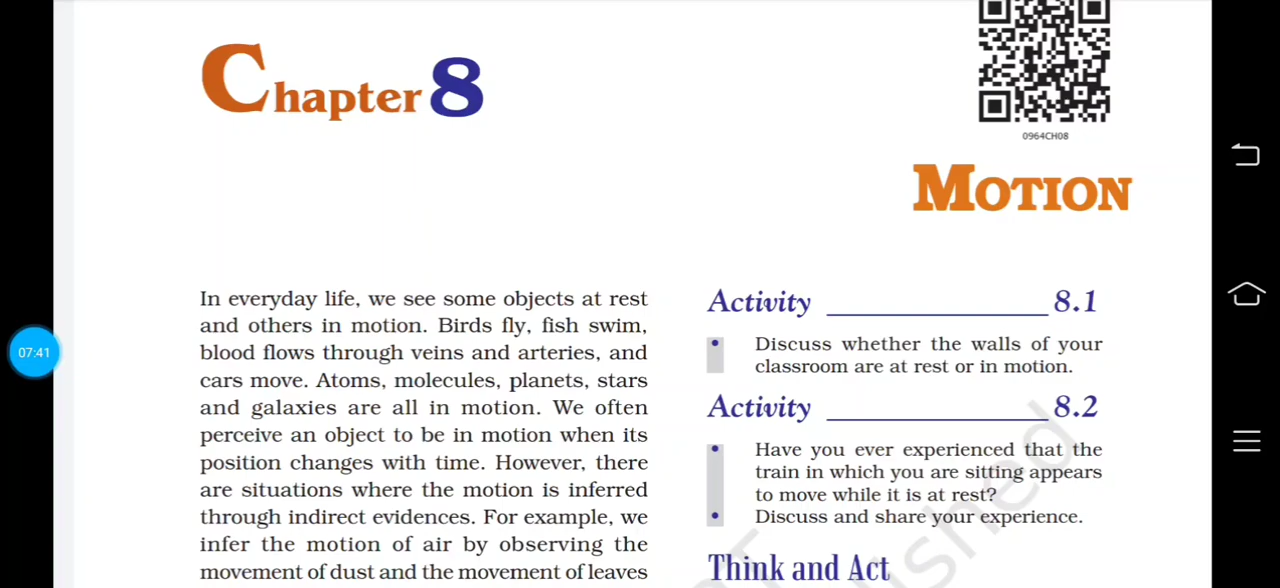 Chapter 8
0964CH08
MOTION
In everyday life, we see some objects at rest
and others in motion. Birds fly, fish swim,
blood flows through veins and arteries, and
cars move. Atoms, molecules, planets, stars
and galaxies are all in motion. We often
perceive an object to be in motion when its
position changes with time. However, there
are situations where the motion is inferred
through indirect evidences. For example, we
infer the motion of air by observing the
movement of dust and the movement of leaves
Activity 8.1
• Discuss whether the walls of your
classroom are at rest or in motion.
Activity 8.2
• Have you ever experienced that the
train in which you are sitting appears
to move while it is at rest?
• Discuss and share your experience.
Think and Act
07:41